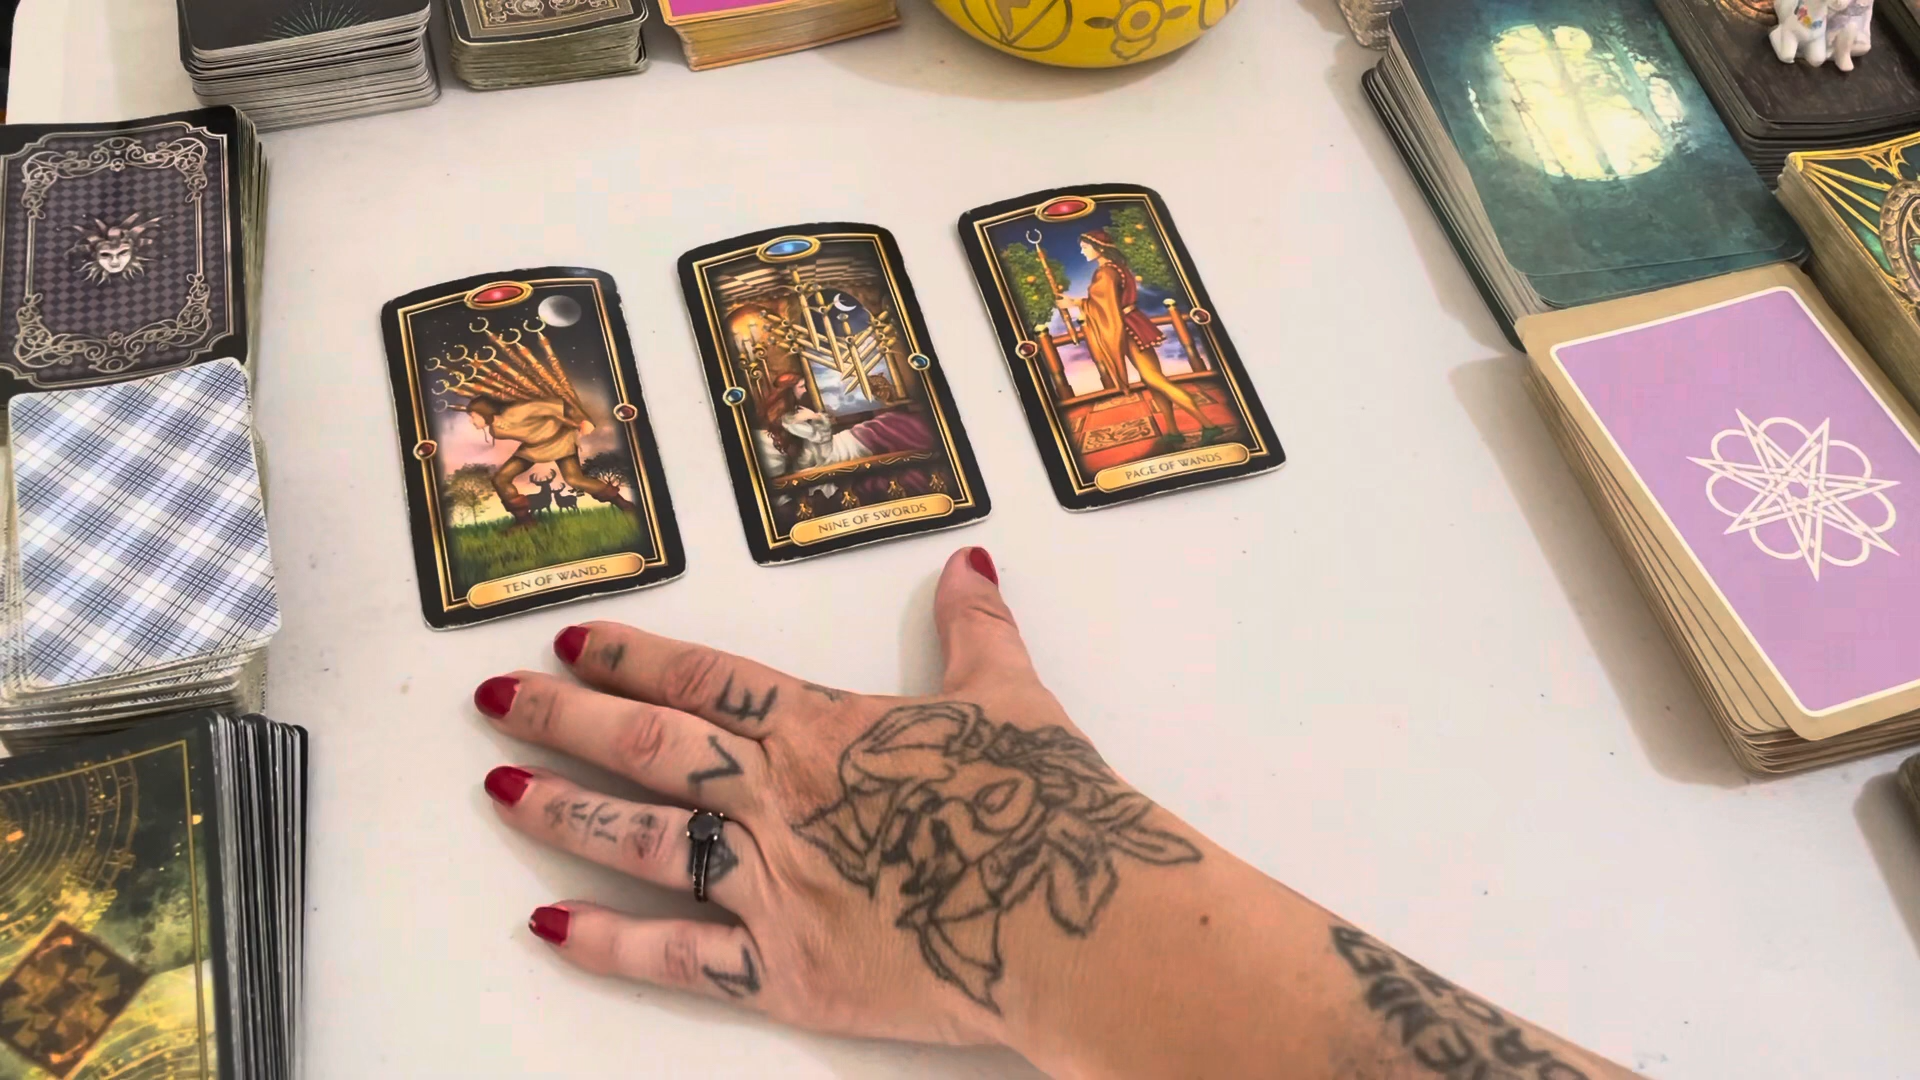 TEN OF WANDS
NINE OF SWORDS
PAGE OF WANDS
L
V
E